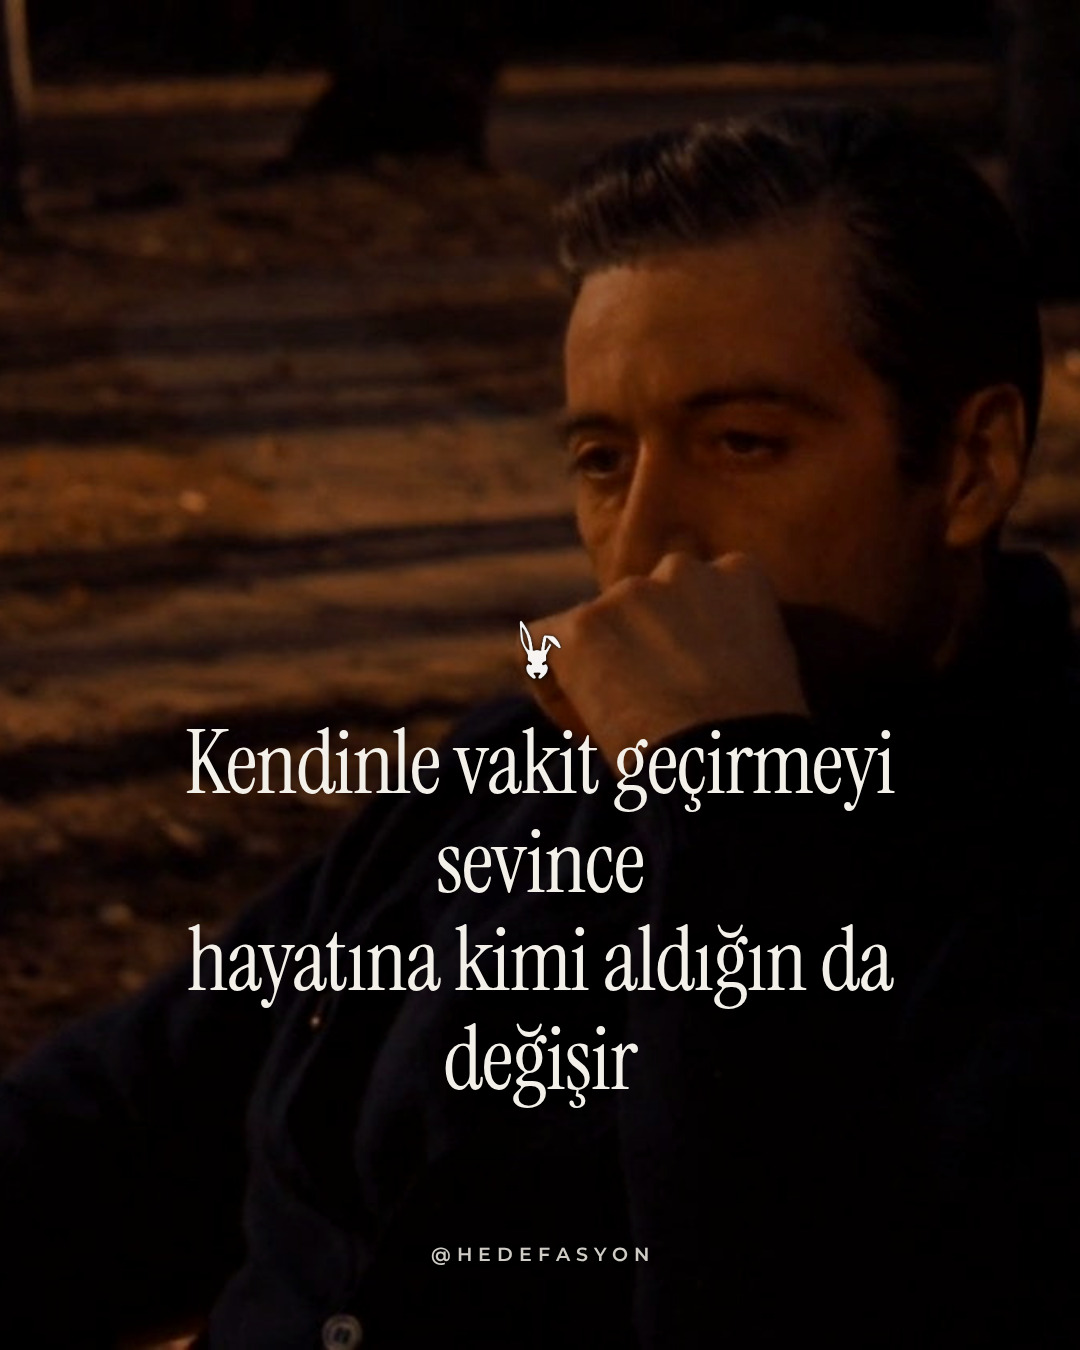 Kendinle vakit geçirmeyi
sevince
hayatına kimi aldığın da
değişir
@HEDEFASYON